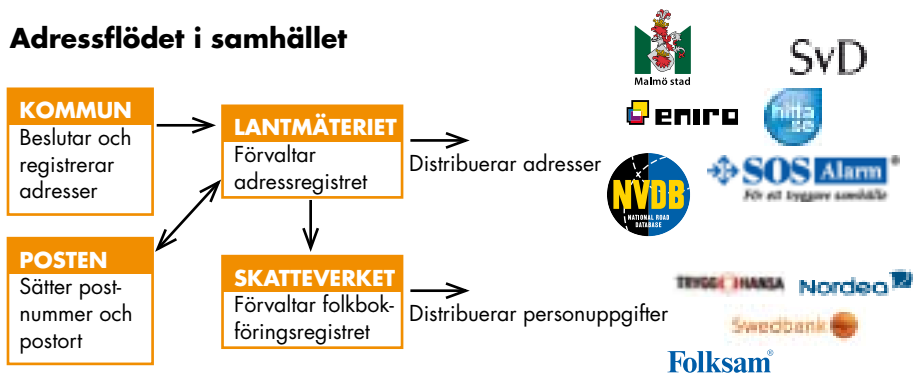 Adressflödet i samhället
KOMMUN
Beslutar och
registrerar
adresser
LANTMÄTERIET
Förvaltar
adressregistret
Distribuerar adresser
POSTEN
Sätter post-
nummer och
postort
SKATTEVERKET
Förvaltar folkbok-
föringsregistret
Distribuerar personuppgifter
Malmö stad
SvD
eniro
hitta
.se
NVDB
NATIONAL ROAD
DATABASE
SOS Alarm
För ett tryggare samhälle
TRYGG HANSA
Nordea
Swedbank
Folksam